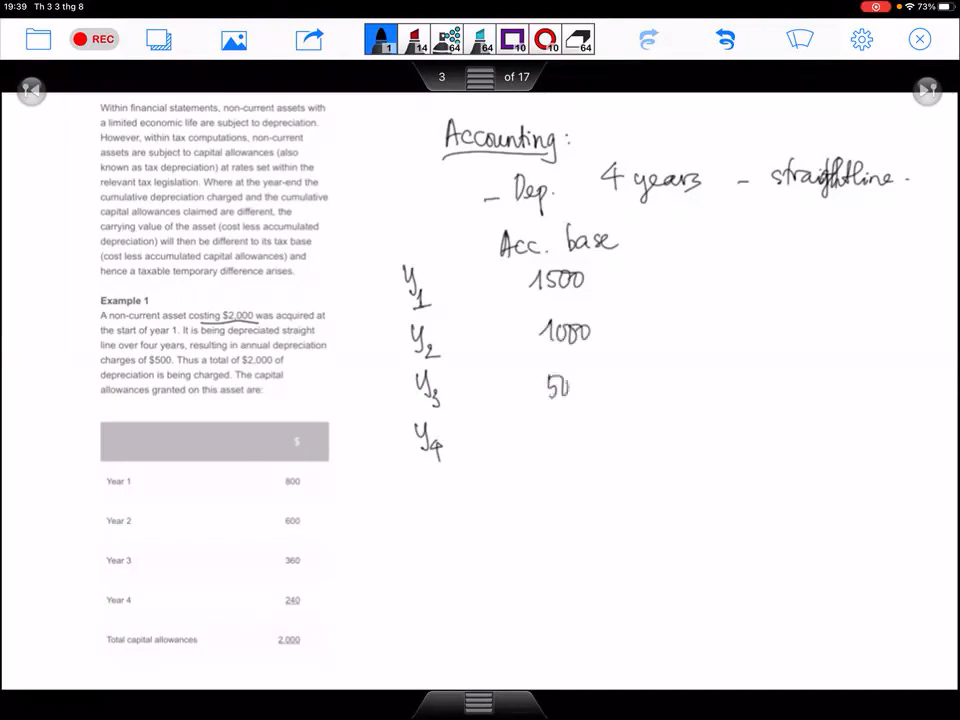 19:39 Th 3 3 thg 8
73%
REC
1
14
64
64
10
10
64
3 of 17
Within financial statements, non-current assets with
a limited economic life are subject to depreciation.
However, within tax computations, non-current
assets are subject to capital allowances (also
known as tax depreciation) at rates set within the
relevant tax legislation. Where at the year-end the
cumulative depreciation charged and the cumulative
capital allowances claimed are different, the
carrying value of the asset (cost less accumulated
depreciation) will then be different to its tax base
(cost less accumulated capital allowances) and
hence a taxable temporary difference arises.
Example 1
A non-current asset costing $2,000 was acquired at
the start of year 1. It is being depreciated straight
line over four years, resulting in annual depreciation
charges of $500. Thus a total of $2,000 of
depreciation is being charged. The capital
allowances granted on this asset are:
$
Year 1 800
Year 2 600
Year 3 360
Year 4 240
Total capital allowances 2,000
Accounting:
- Dep. 4 years - straightline.
Acc. base
y1 1500
y2 1000
y3 50
y4